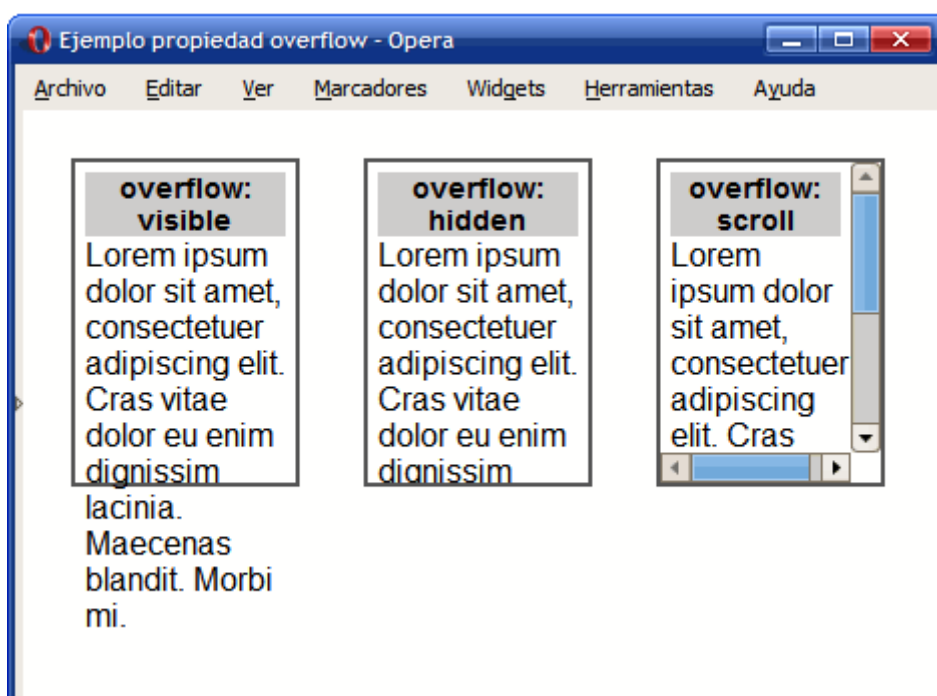 Ejemplo propiedad overflow - Opera
Archivo Editar Ver Marcadores Widgets Herramientas Ayuda
overflow:
visible
Lorem ipsum
dolor sit amet,
consectetuer
adipiscing elit.
Cras vitae
dolor eu enim
dignissim
lacinia.
Maecenas
blandit. Morbi
mi.
overflow:
hidden
Lorem ipsum
dolor sit amet,
consectetuer
adipiscing elit.
Cras vitae
dolor eu enim
dignissim
overflow:
scroll
Lorem
ipsum dolor
sit amet,
consectetuer
adipiscing
elit. Cras